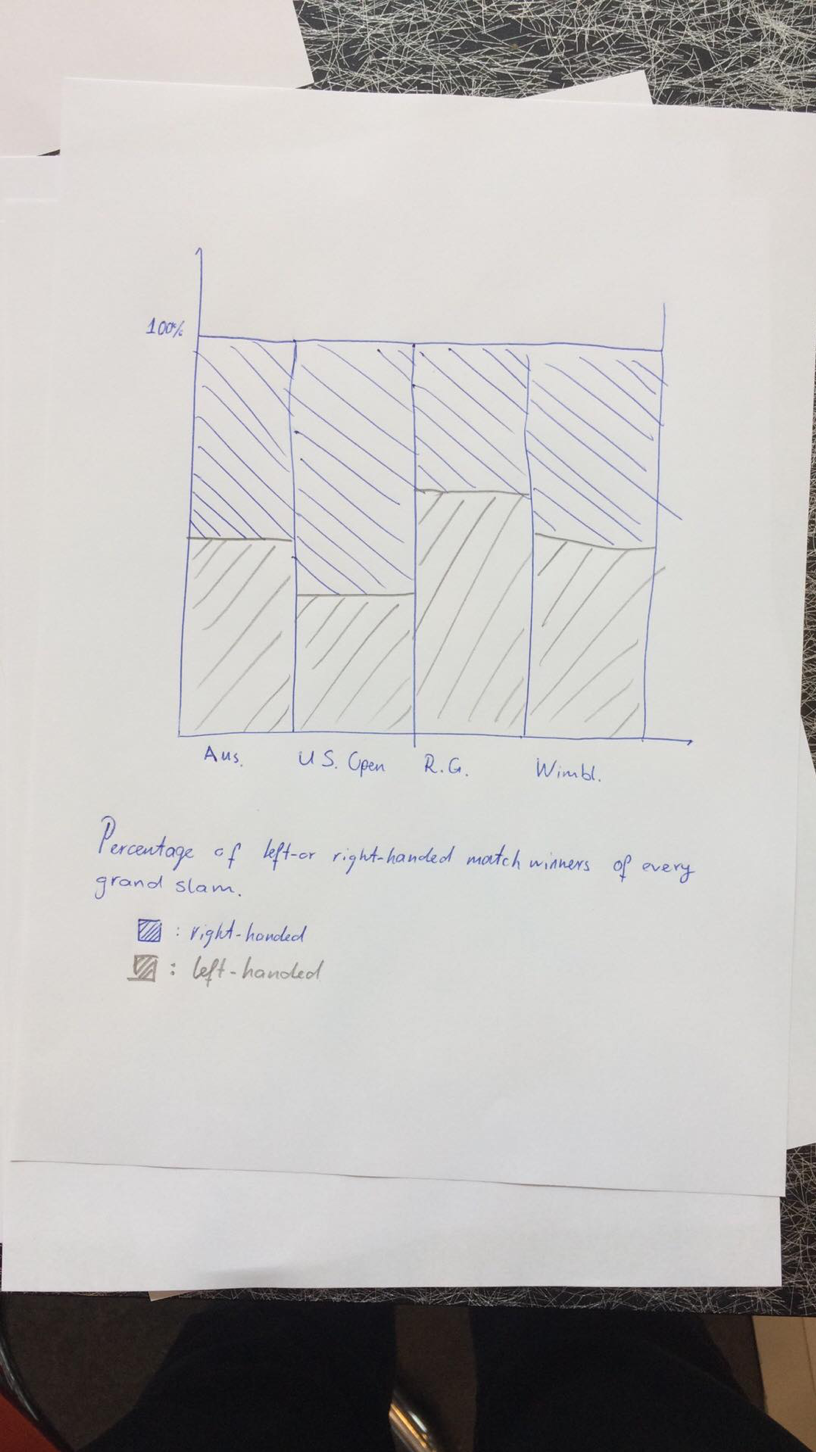 100%
Aus. U.S. Open R.G. Wimbl.
Percentage of left-or right-handed match winners of every
grand slam.
: right-handed
: left-handed